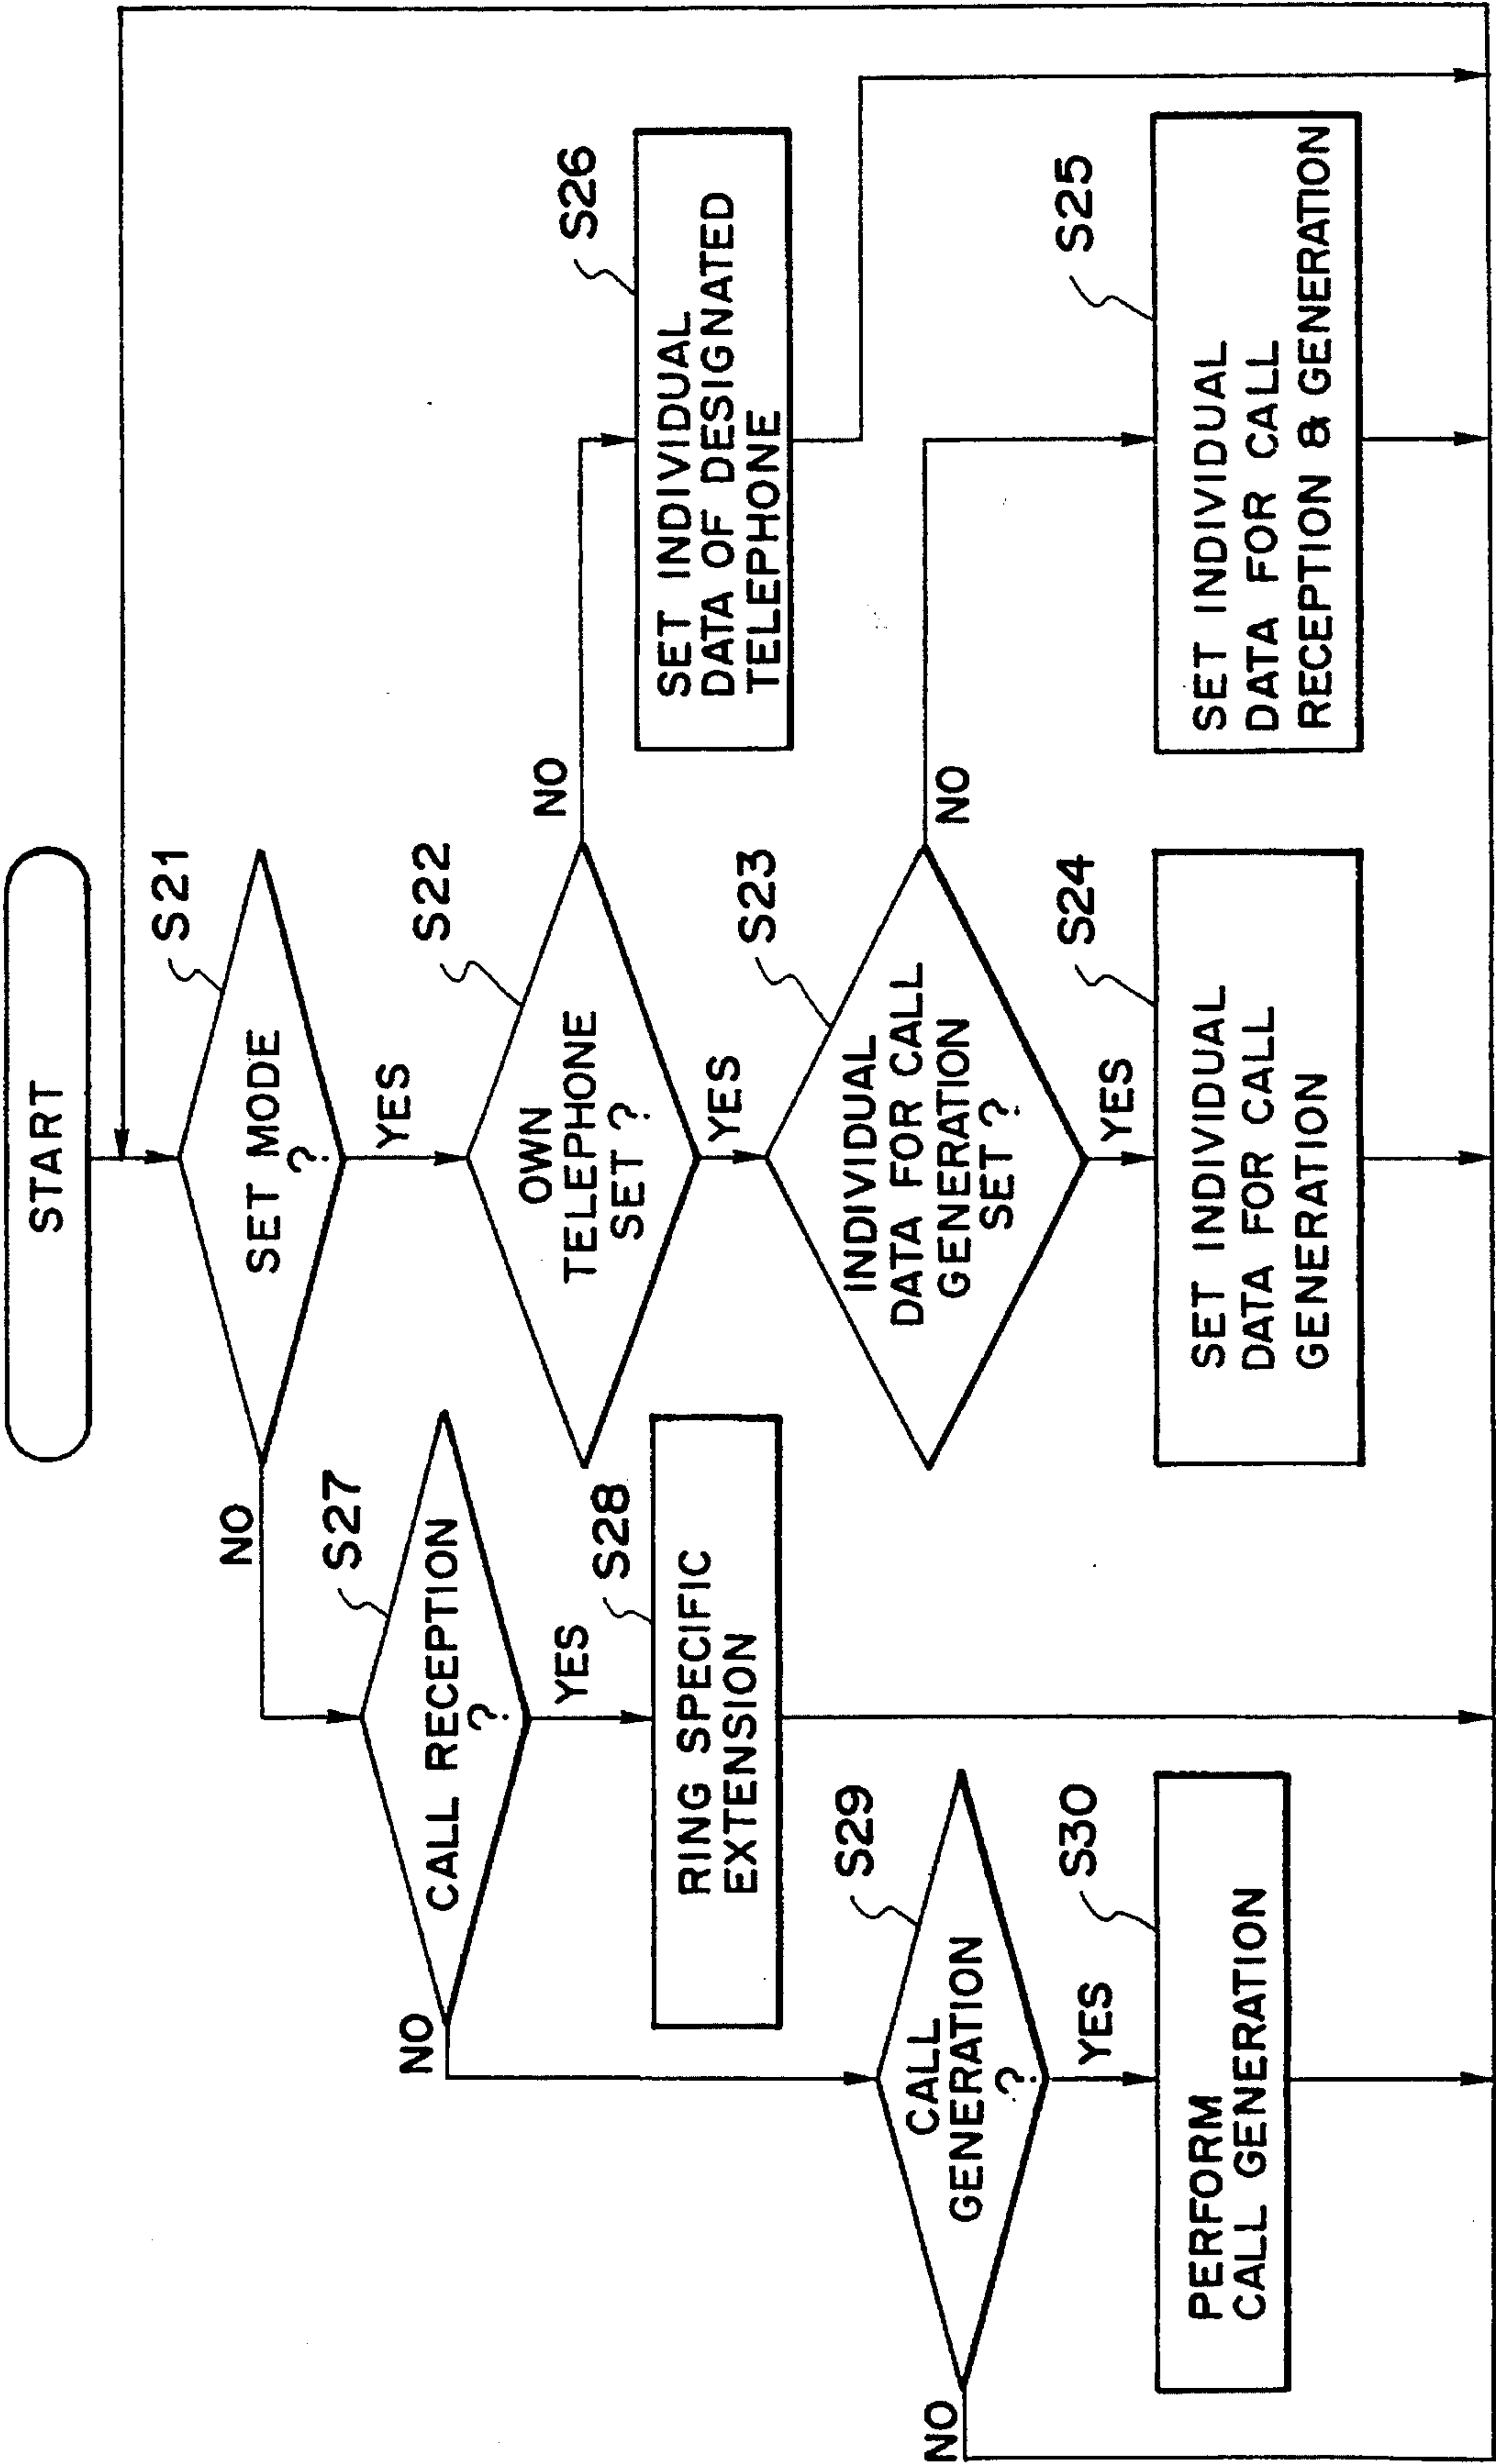 START
S21
SET MODE
?
YES
NO
S22
OWN
TELEPHONE
SET ?
NO
YES
S26
SET INDIVIDUAL
DATA OF DESIGNATED
TELEPHONE
S23
INDIVIDUAL
DATA FOR CALL
GENERATION
SET ?
NO
YES
S24
SET INDIVIDUAL
DATA FOR CALL
GENERATION
S25
SET INDIVIDUAL
DATA FOR CALL
RECEPTION & GENERATION
S27
CALL RECEPTION
?
YES
NO
S28
RING SPECIFIC
EXTENSION
S29
CALL
GENERATION
?
YES
NO
S30
PERFORM
CALL GENERATION